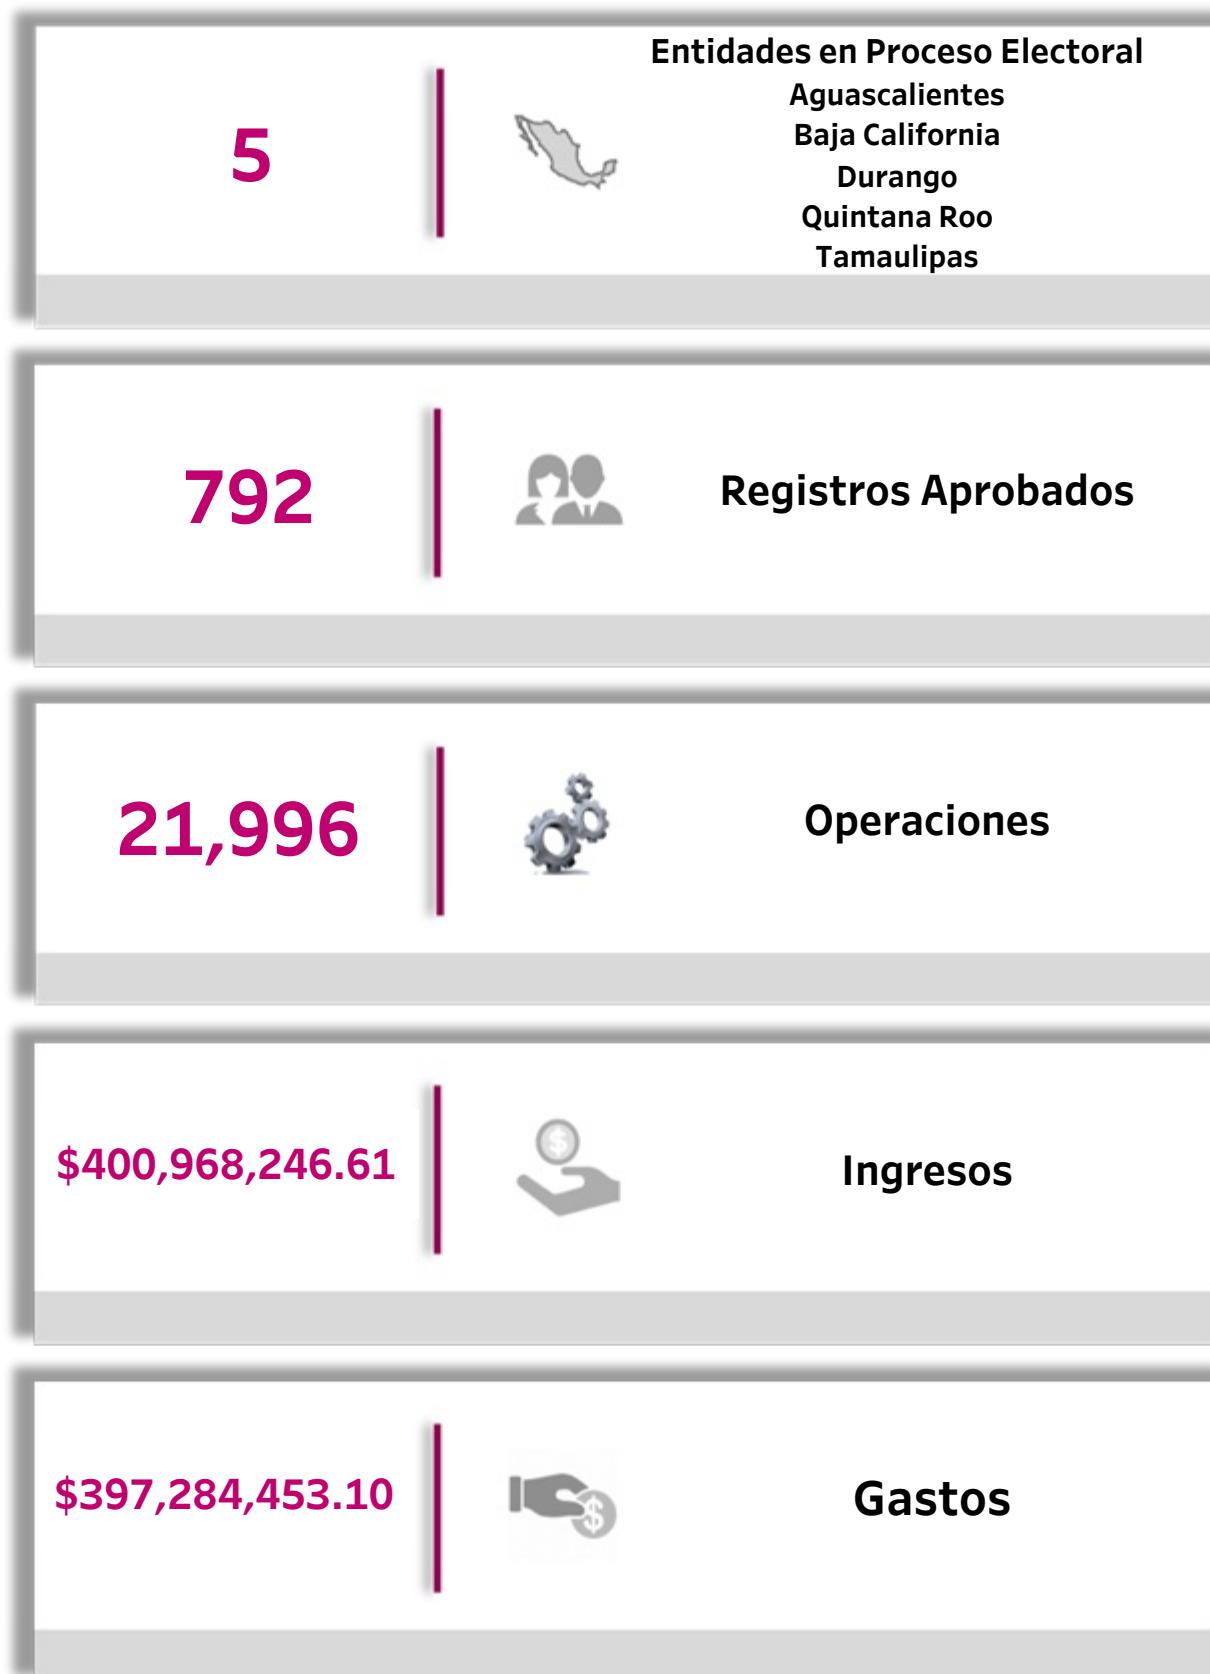 5
Entidades en Proceso Electoral
Aguascalientes
Baja California
Durango
Quintana Roo
Tamaulipas
792
Registros Aprobados
21,996
Operaciones
$400,968,246.61
Ingresos
$397,284,453.10
Gastos